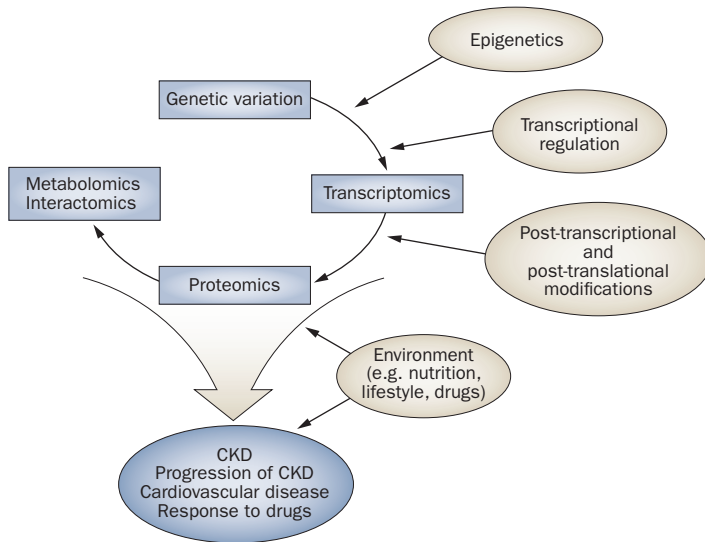 Epigenetics
Genetic variation
Transcriptional
regulation
Metabolomics
Interactomics
Transcriptomics
Post-transcriptional
and
post-translational
modifications
Proteomics
Environment
(e.g. nutrition,
lifestyle, drugs)
CKD
Progression of CKD
Cardiovascular disease
Response to drugs